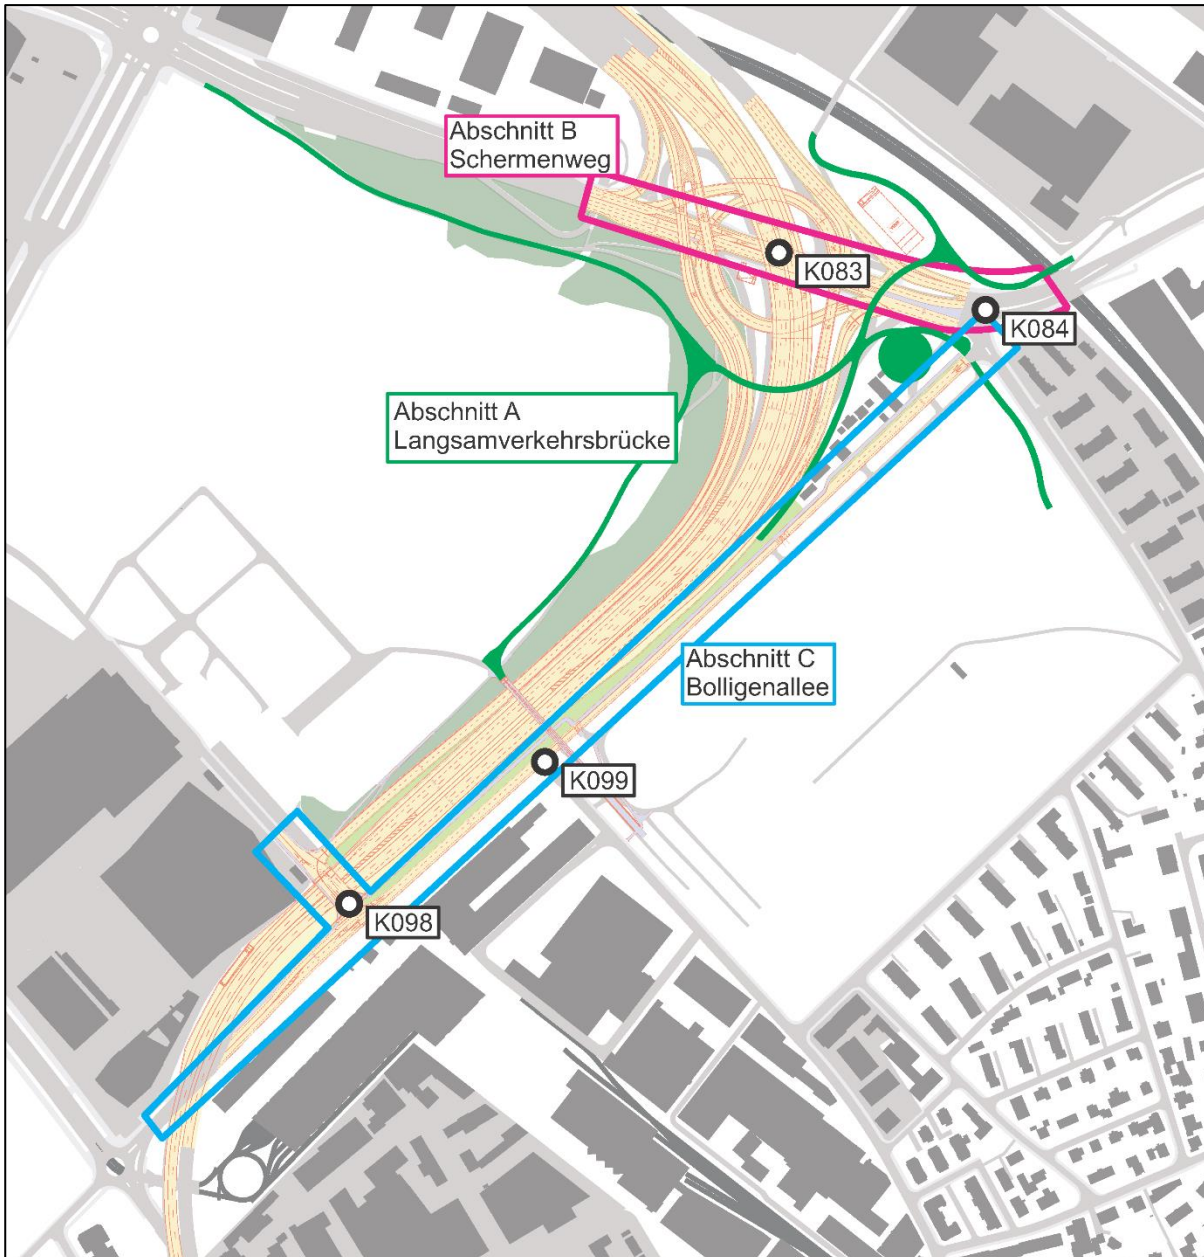 Abschnitt B
Schermenweg
K083
K084
Abschnitt A
Langsamverkehrsbrücke
Abschnitt C
Bolligenallee
K099
K098